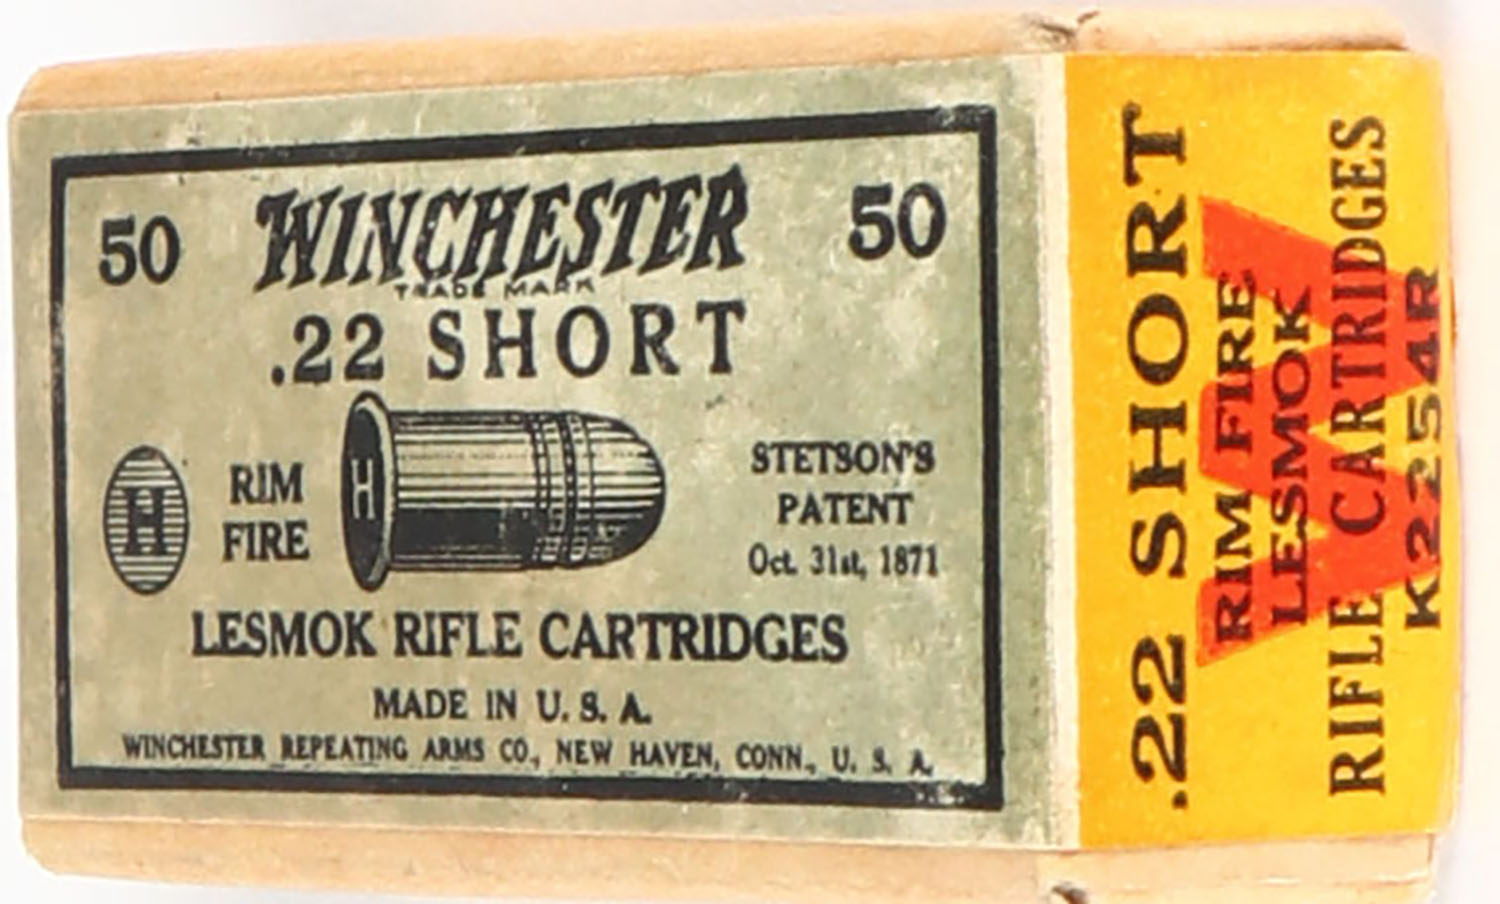 50 WINCHESTER 50
TRADE MARK
.22 SHORT
H
RIM
FIRE
H
STETSON'S
PATENT
Oct. 31st, 1871
LESMOK RIFLE CARTRIDGES
MADE IN U. S. A.
WINCHESTER REPEATING ARMS CO., NEW HAVEN, CONN., U. S. A.
.22 SHORT
RIM FIRE
LESMOK
RIFLE CARTRIDGES
K2254R
W